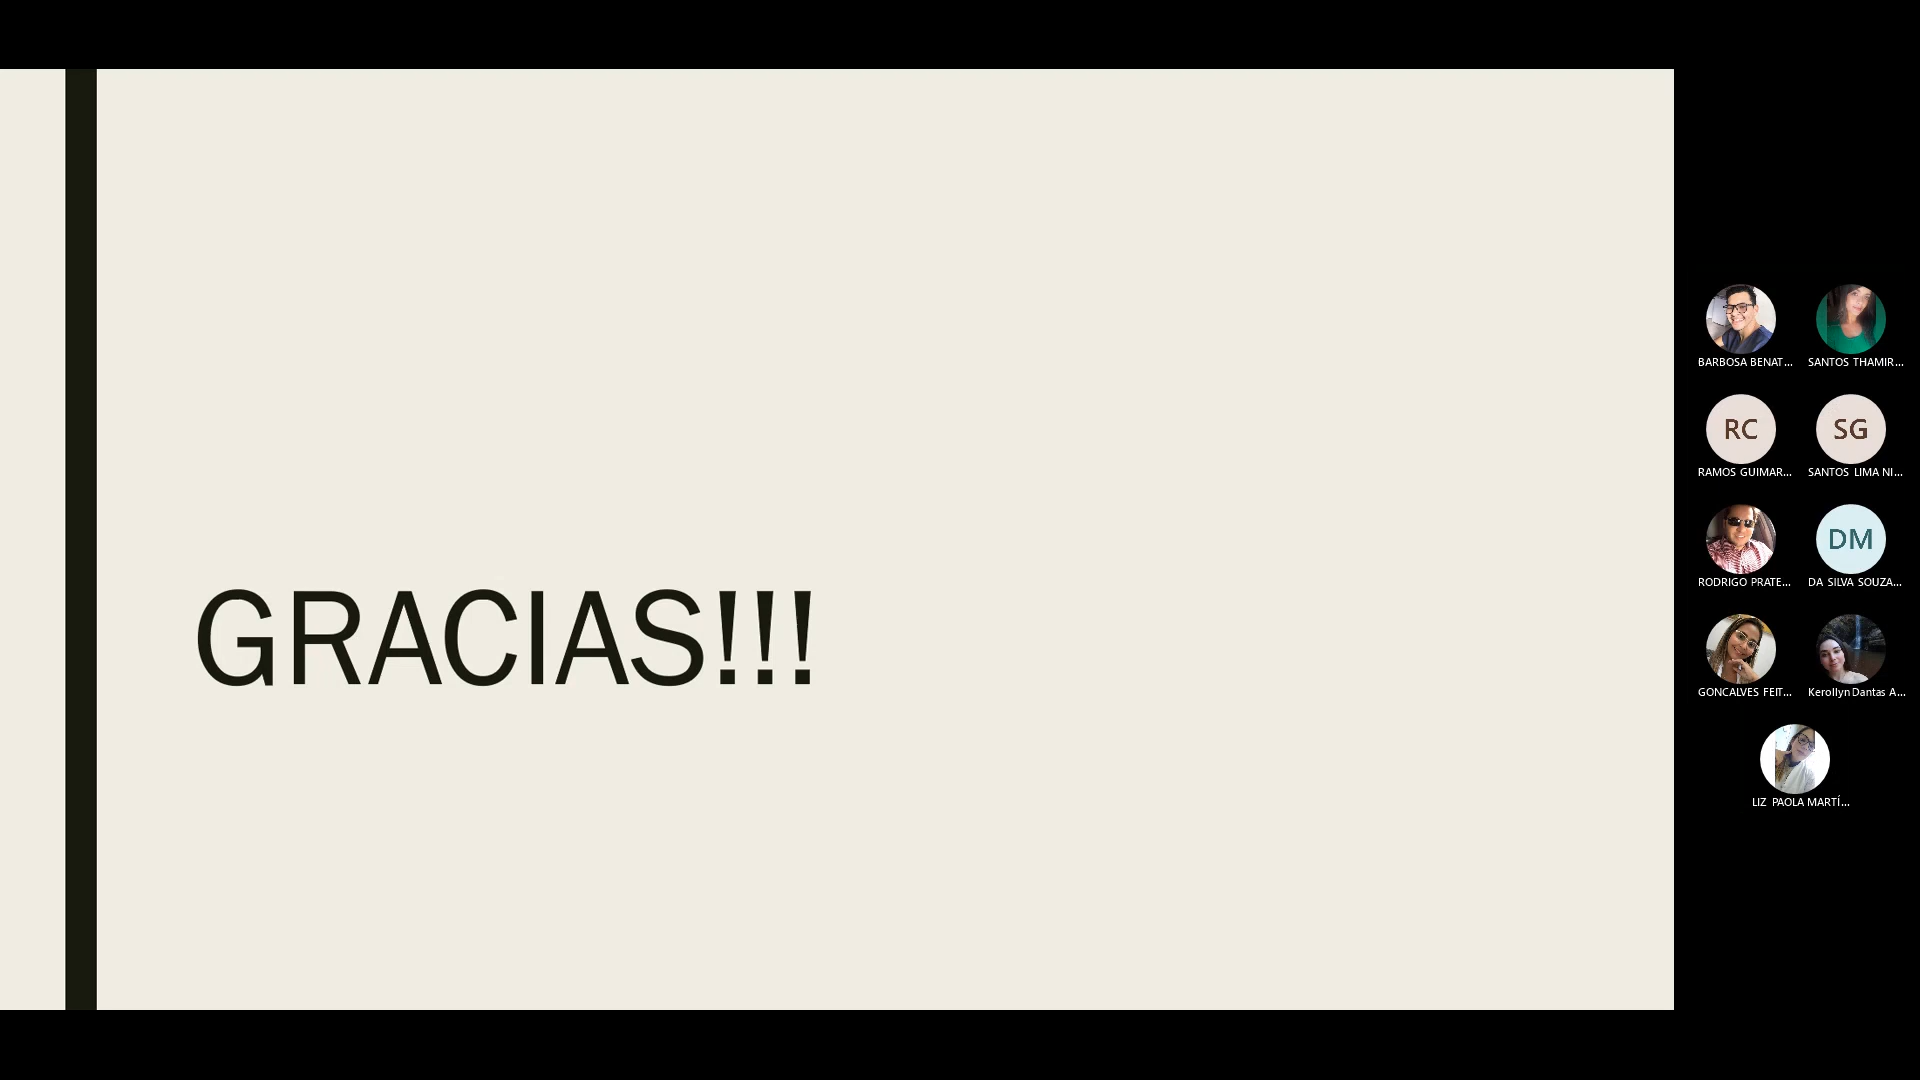 GRACIAS!!!
BARBOSA BENAT...
SANTOS THAMIR...
RC
SG
RAMOS GUIMAR...
SANTOS LIMA NI...
DM
RODRIGO PRATE...
DA SILVA SOUZA...
GONCALVES FEIT...
Kerollyn Dantas A...
LIZ PAOLA MARTÍ...